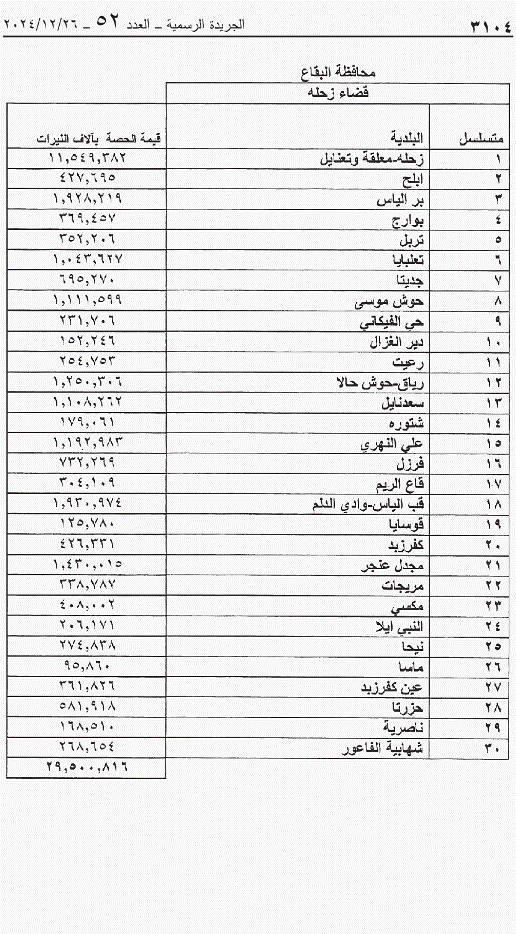 ٣١٠٤ الجريدة الرسمية ـ العدد ٥٢ ـ ٢٠٢٤/١٢/٢٦
محافظة البقاع
قضاء زحله
متسلسل البلدية قيمة الحصة بآلاف الليرات
١ زحله-معلقة وتعنايل ١١,٥٤٩,٣٨٢
٢ ابلح ٤٢٧,٦٩٥
٣ بر الياس ١,٩٢٨,٢١٩
٤ بوارج ٣٦٩,٤٥٧
٥ تربل ٣٥٢,٢٠٦
٦ تعلبايا ١,٠٤٣,٦٢٧
٧ جديتا ٦٩٥,٢٧٠
٨ حوش موسى ١,١١١,٥٩٩
٩ حي الفيكاني ٢٣١,٧٠٦
١٠ دير الغزال ١٥٢,٢٤٦
١١ رعيت ٢٥٤,٧٥٣
١٢ رياق-حوش حالا ١,٢٥٠,٣٠٦
١٣ سعدنايل ١,١٠٨,٢٦٢
١٤ شتوره ١٧٩,٠٦١
١٥ علي النهري ١,١٩٢,٩٨٣
١٦ فرزل ٧٣٢,٢٦٩
١٧ قاع الريم ٣٠٤,١٠٩
١٨ قب الياس-وادي الدلم ١,٩٣٠,٩٧٤
١٩ قوسايا ١٢٥,٧٨٠
٢٠ كفرزبد ٤٢٦,٣٣١
٢١ مجدل عنجر ١,٤٣٠,٠١٥
٢٢ مريجات ٣٣٨,٧٨٧
٢٣ مكسي ٤٠٨,٠٠٢
٢٤ النبي ايلا ٢٠٦,١٧١
٢٥ نيحا ٢٧٤,٨٣٨
٢٦ ماسا ٩٥,٨٦٠
٢٧ عين كفرزبد ٣٦١,٨٢٦
٢٨ حزرتا ٥٨١,٩١٨
٢٩ ناصرية ١٦٨,٥١٠
٣٠ شهابية الفاعور ٢٦٨,٦٥٤
٢٩,٥٠٠,٨١٦